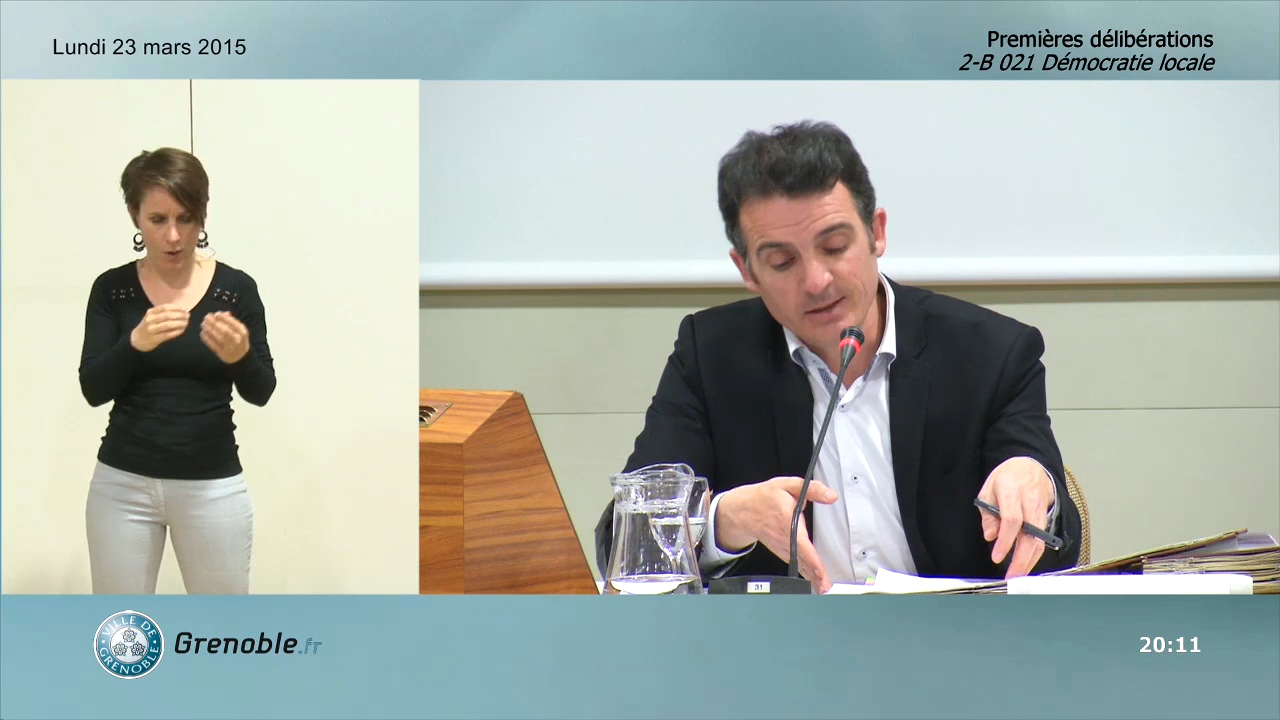 Lundi 23 mars 2015
Premières délibérations
2-B 021 Démocratie locale
31
VILLE DE GRENOBLE
Grenoble.fr
20:11